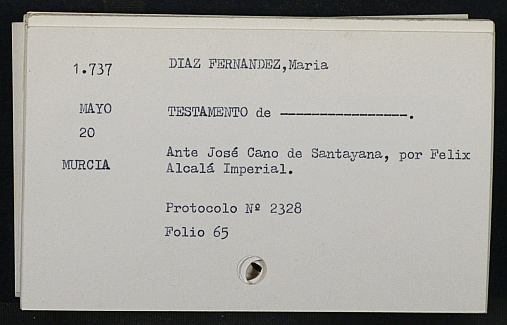 1.737
DIAZ FERNANDEZ,Maria
MAYO
TESTAMENTO de ----------------.
20
MURCIA
Ante José Cano de Santayana, por Felix
Alcalá Imperial.
Protocolo Nº 2328
Folio 65